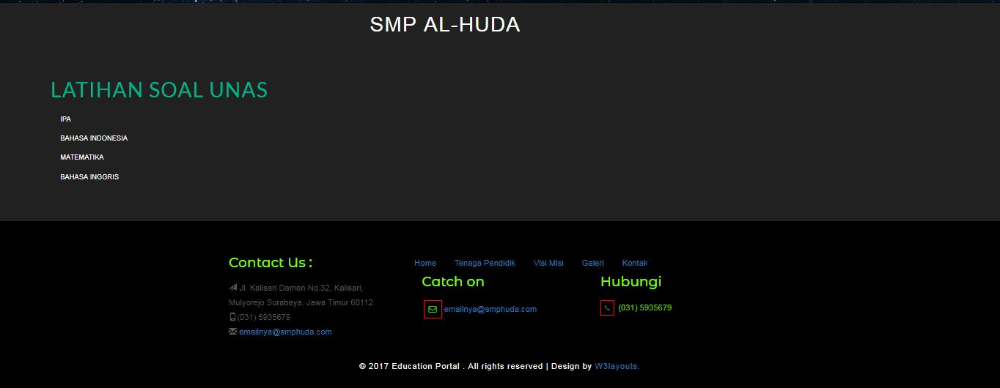 SMP AL-HUDA
LATIHAN SOAL UNAS
IPA
BAHASA INDONESIA
MATEMATIKA
BAHASA INGGRIS
Contact Us :
Jl. Kalisari Damen No.32, Kalisari,
Mulyorejo Surabaya, Jawa Timur 60112.
(031) 5935679
emailnya@smphuda.com
Home Tenaga Pendidik Visi Misi Galeri Kontak
Catch on
emailnya@smphuda.com
Hubungi
(031) 5935679
© 2017 Education Portal . All rights reserved | Design by W3layouts.